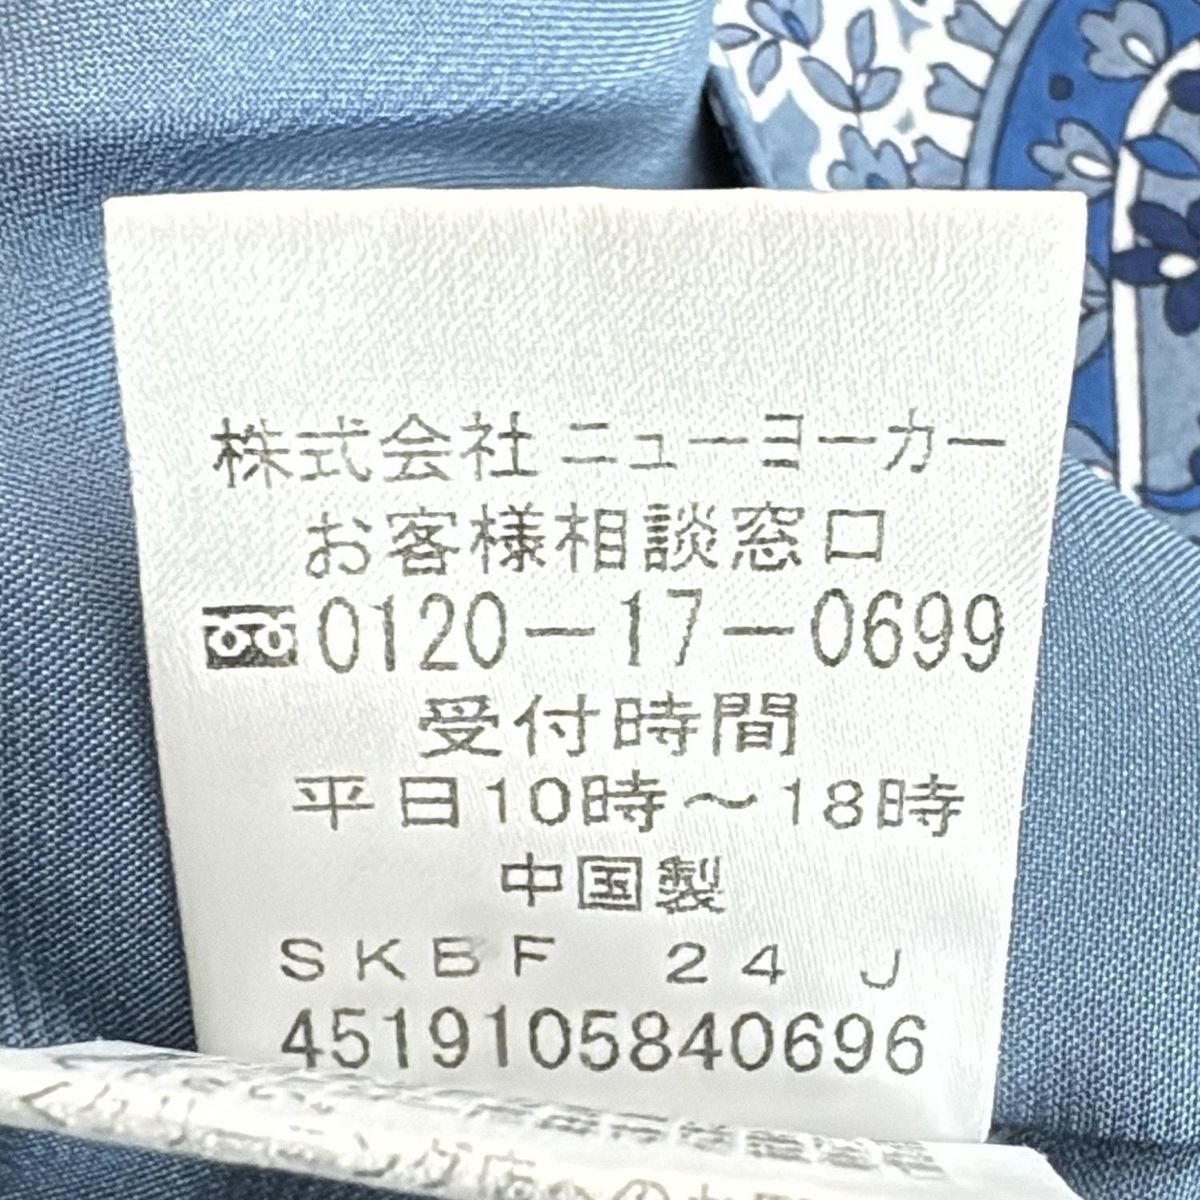 株式会社 ニューヨーカー
お客様相談窓口
0120-17-0699
受付時間
平日10時～18時
中国製
SKBF 24 J
4519105840696